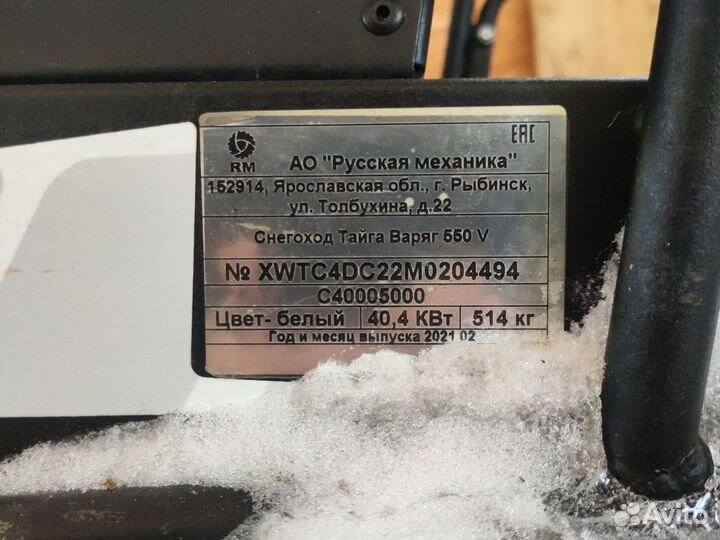 EAC
RM
АО "Русская механика"
152914, Ярославская обл., г. Рыбинск,
ул. Толбухина, д.22
Снегоход Тайга Варяг 550 V
№ XWTC4DC22M0204494
C40005000
Цвет- белый 40,4 КВт 514 кг
Год и месяц выпуска 2021 02
Avito